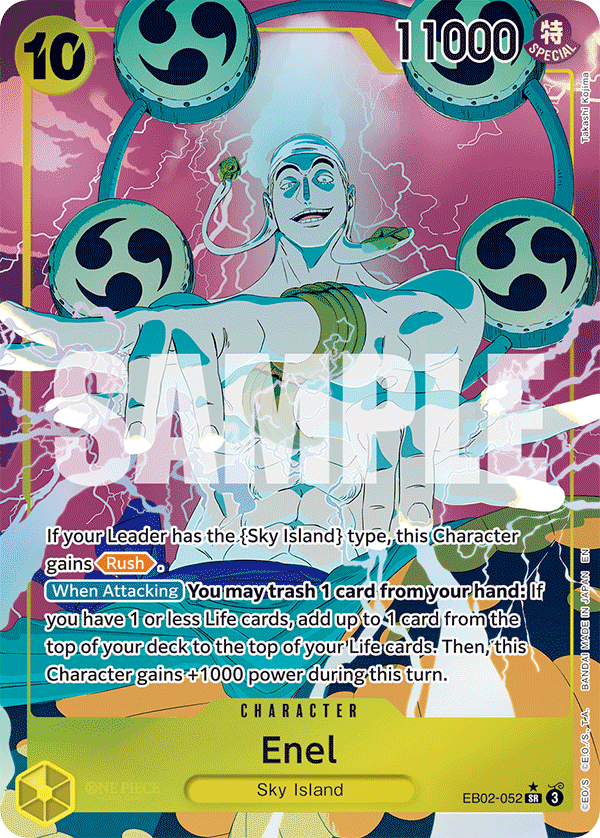 10
11000
特
SPECIAL
Takashi Kojima
SAMPLE
If your Leader has the {Sky Island} type, this Character
gains Rush.
When Attacking You may trash 1 card from your hand: If
you have 1 or less Life cards, add up to 1 card from the
top of your deck to the top of your Life cards. Then, this
Character gains +1000 power during this turn.
©E.O/S ©E.O./S.,T.A. BANDAI MADE IN JAPAN EN
CHARACTER
Enel
Sky Island
ONE PIECE
EB02-052 SR 3